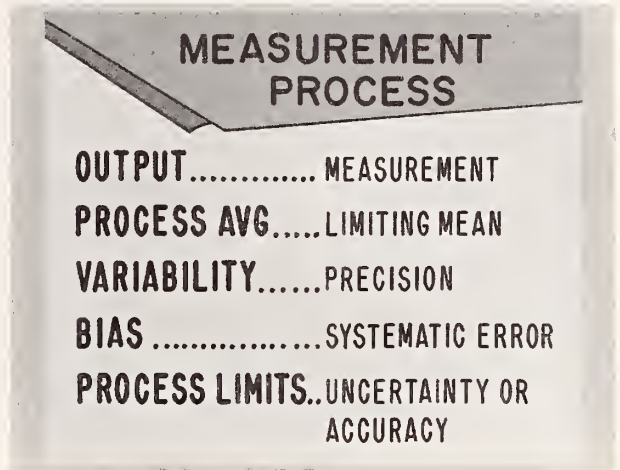 MEASUREMENT
PROCESS
OUTPUT............. MEASUREMENT
PROCESS AVG.....LIMITING MEAN
VARIABILITY......PRECISION
BIAS ................SYSTEMATIC ERROR
PROCESS LIMITS..UNCERTAINTY OR
ACCURACY